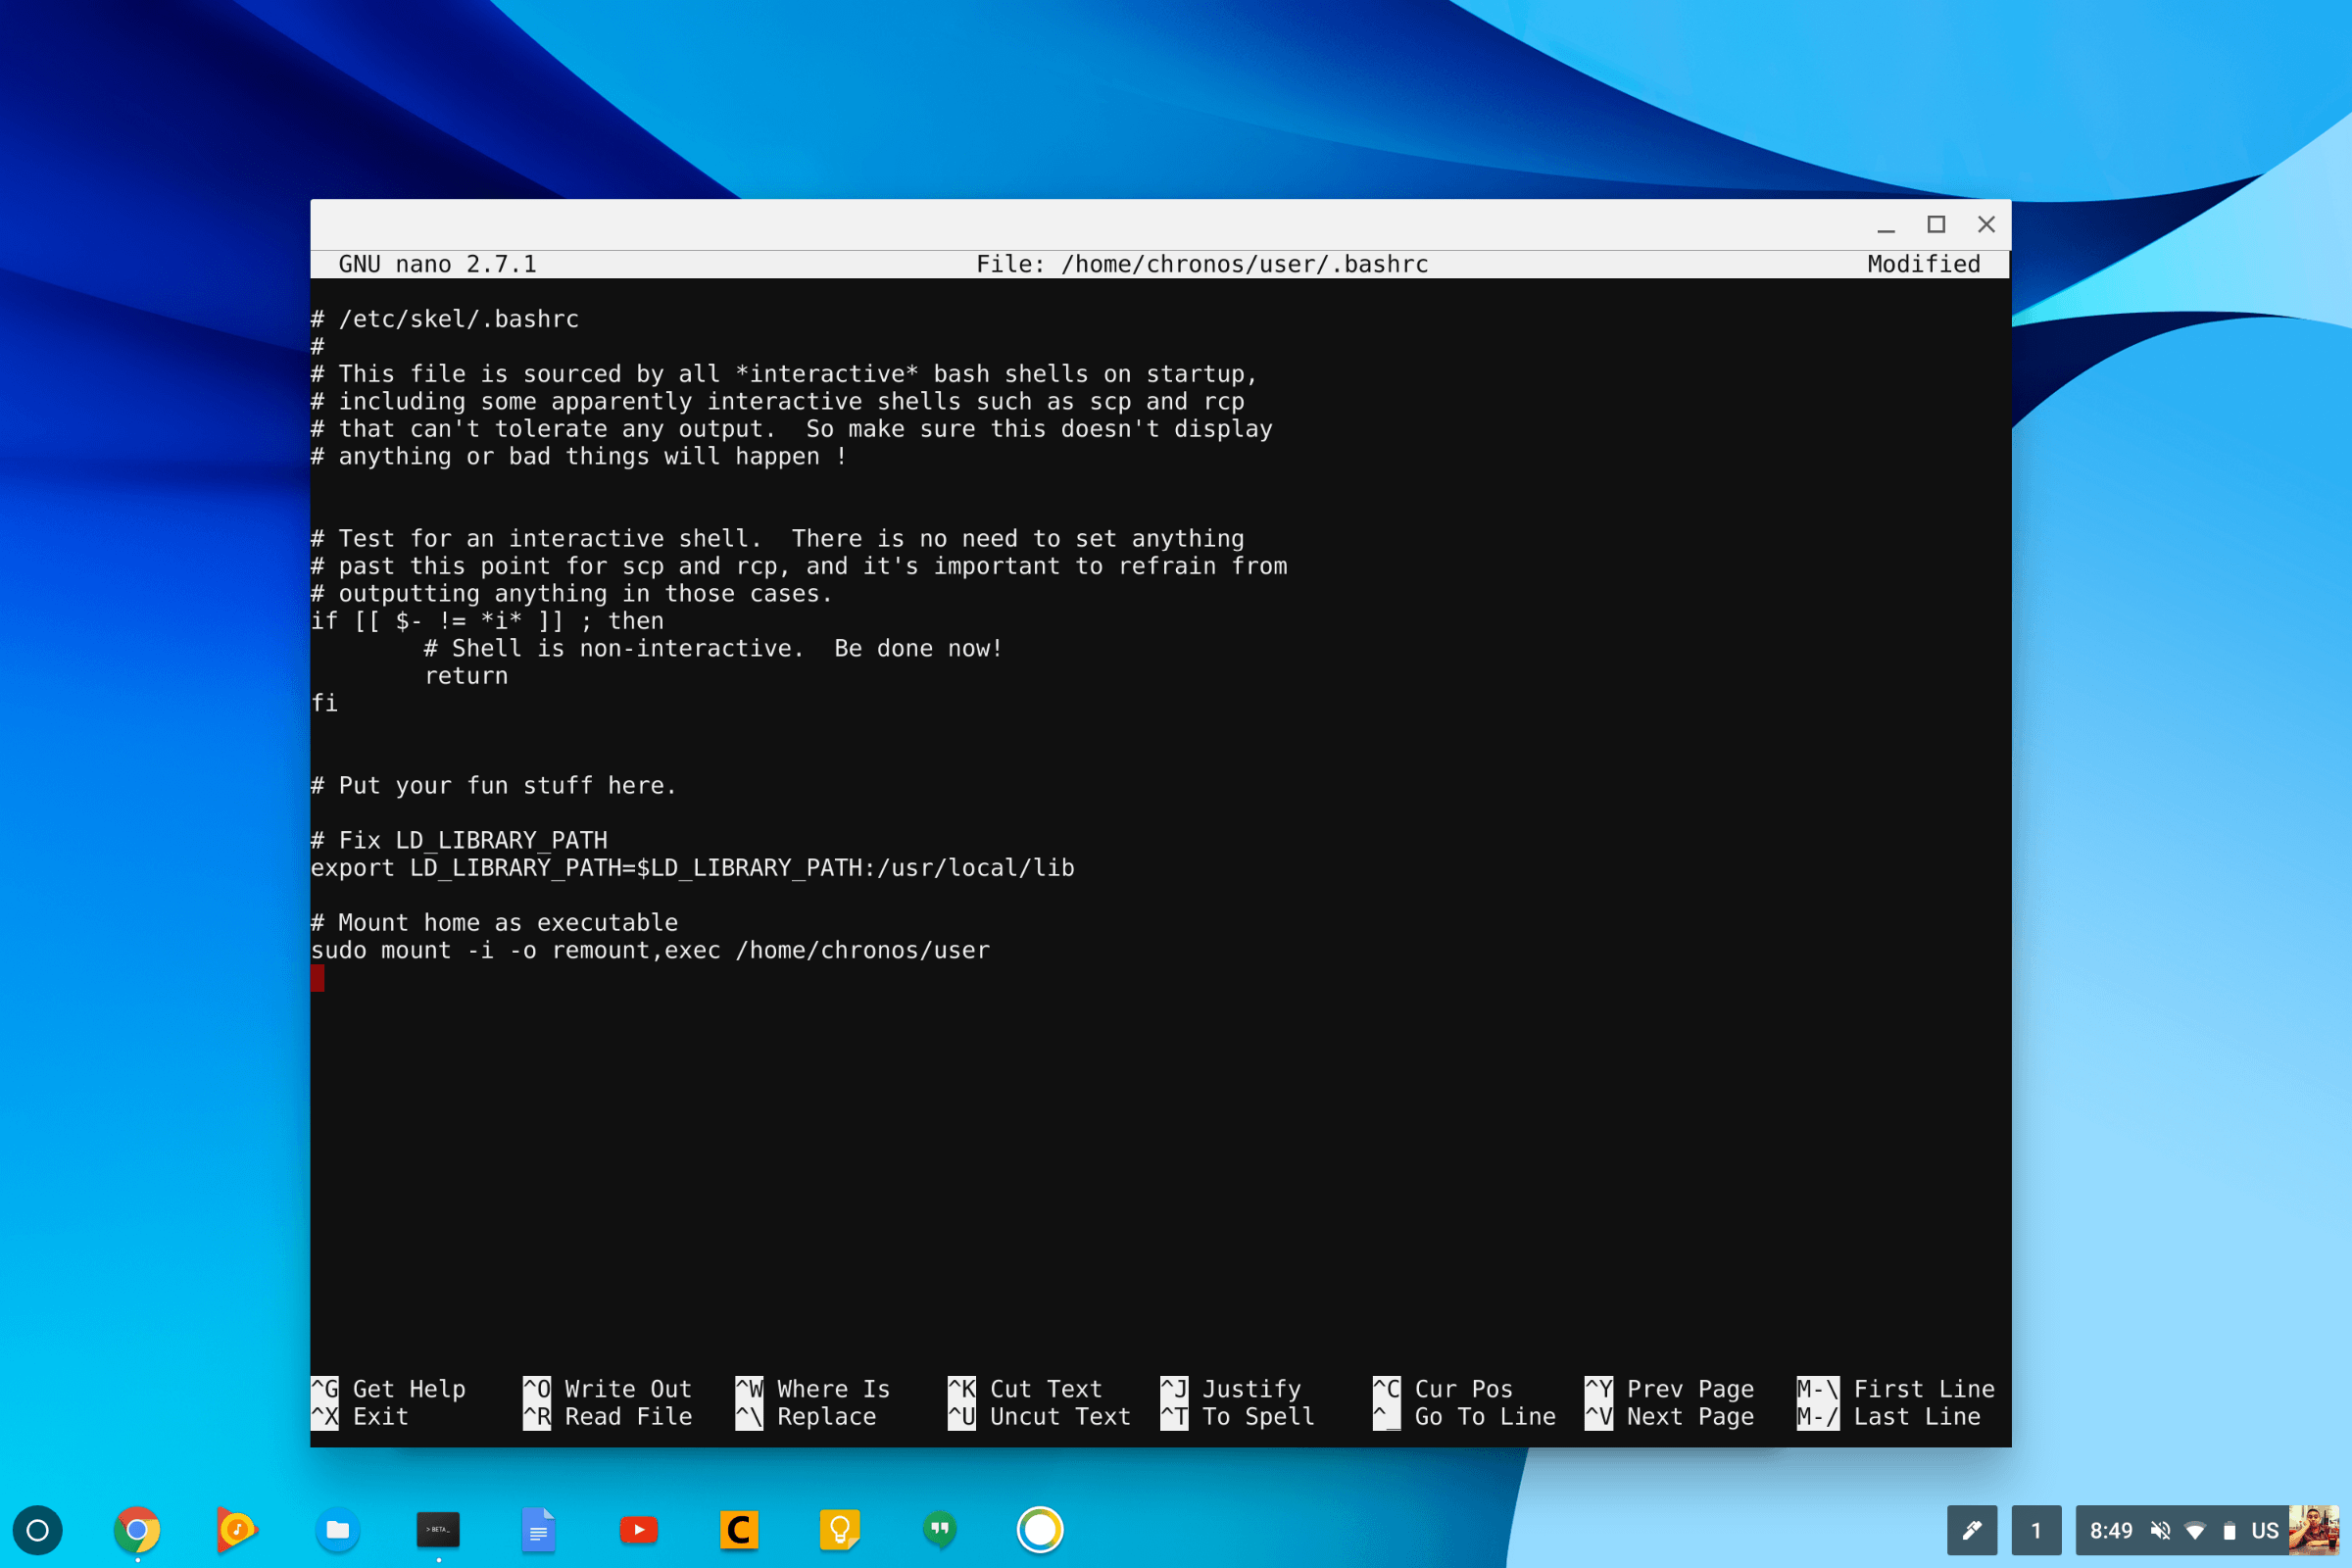 GNU nano 2.7.1 File: /home/chronos/user/.bashrc Modified
# /etc/skel/.bashrc
#
# This file is sourced by all *interactive* bash shells on startup,
# including some apparently interactive shells such as scp and rcp
# that can't tolerate any output.  So make sure this doesn't display
# anything or bad things will happen !
# Test for an interactive shell.  There is no need to set anything
# past this point for scp and rcp, and it's important to refrain from
# outputting anything in those cases.
if [[ $- != *i* ]] ; then
        # Shell is non-interactive.  Be done now!
        return
fi
# Put your fun stuff here.
# Fix LD_LIBRARY_PATH
export LD_LIBRARY_PATH=$LD_LIBRARY_PATH:/usr/local/lib
# Mount home as executable
sudo mount -i -o remount,exec /home/chronos/user
^G Get Help ^O Write Out ^W Where Is ^K Cut Text ^J Justify ^C Cur Pos ^Y Prev Page M-\ First Line
^X Exit ^R Read File ^\ Replace ^U Uncut Text ^T To Spell ^_ Go To Line ^V Next Page M-/ Last Line
>BETA_ C 1 8:49 US